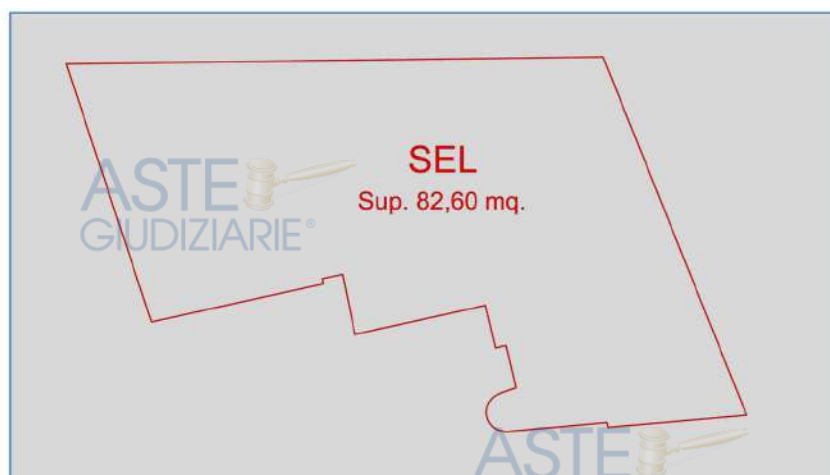 SEL
Sup. 82,60 mq.
ASTE
GIUDIZIARIE®
ASTE